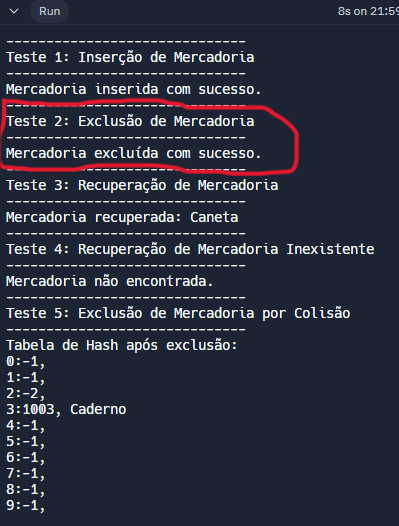 Run
8s on 21:59
------------------------------
Teste 1: Inserção de Mercadoria
------------------------------
Mercadoria inserida com sucesso.
------------------------------
Teste 2: Exclusão de Mercadoria
------------------------------
Mercadoria excluída com sucesso.
------------------------------
Teste 3: Recuperação de Mercadoria
------------------------------
Mercadoria recuperada: Caneta
------------------------------
Teste 4: Recuperação de Mercadoria Inexistente
------------------------------
Mercadoria não encontrada.
------------------------------
Teste 5: Exclusão de Mercadoria por Colisão
------------------------------
Tabela de Hash após exclusão:
0:-1,
1:-1,
2:-2,
3:1003, Caderno
4:-1,
5:-1,
6:-1,
7:-1,
8:-1,
9:-1,